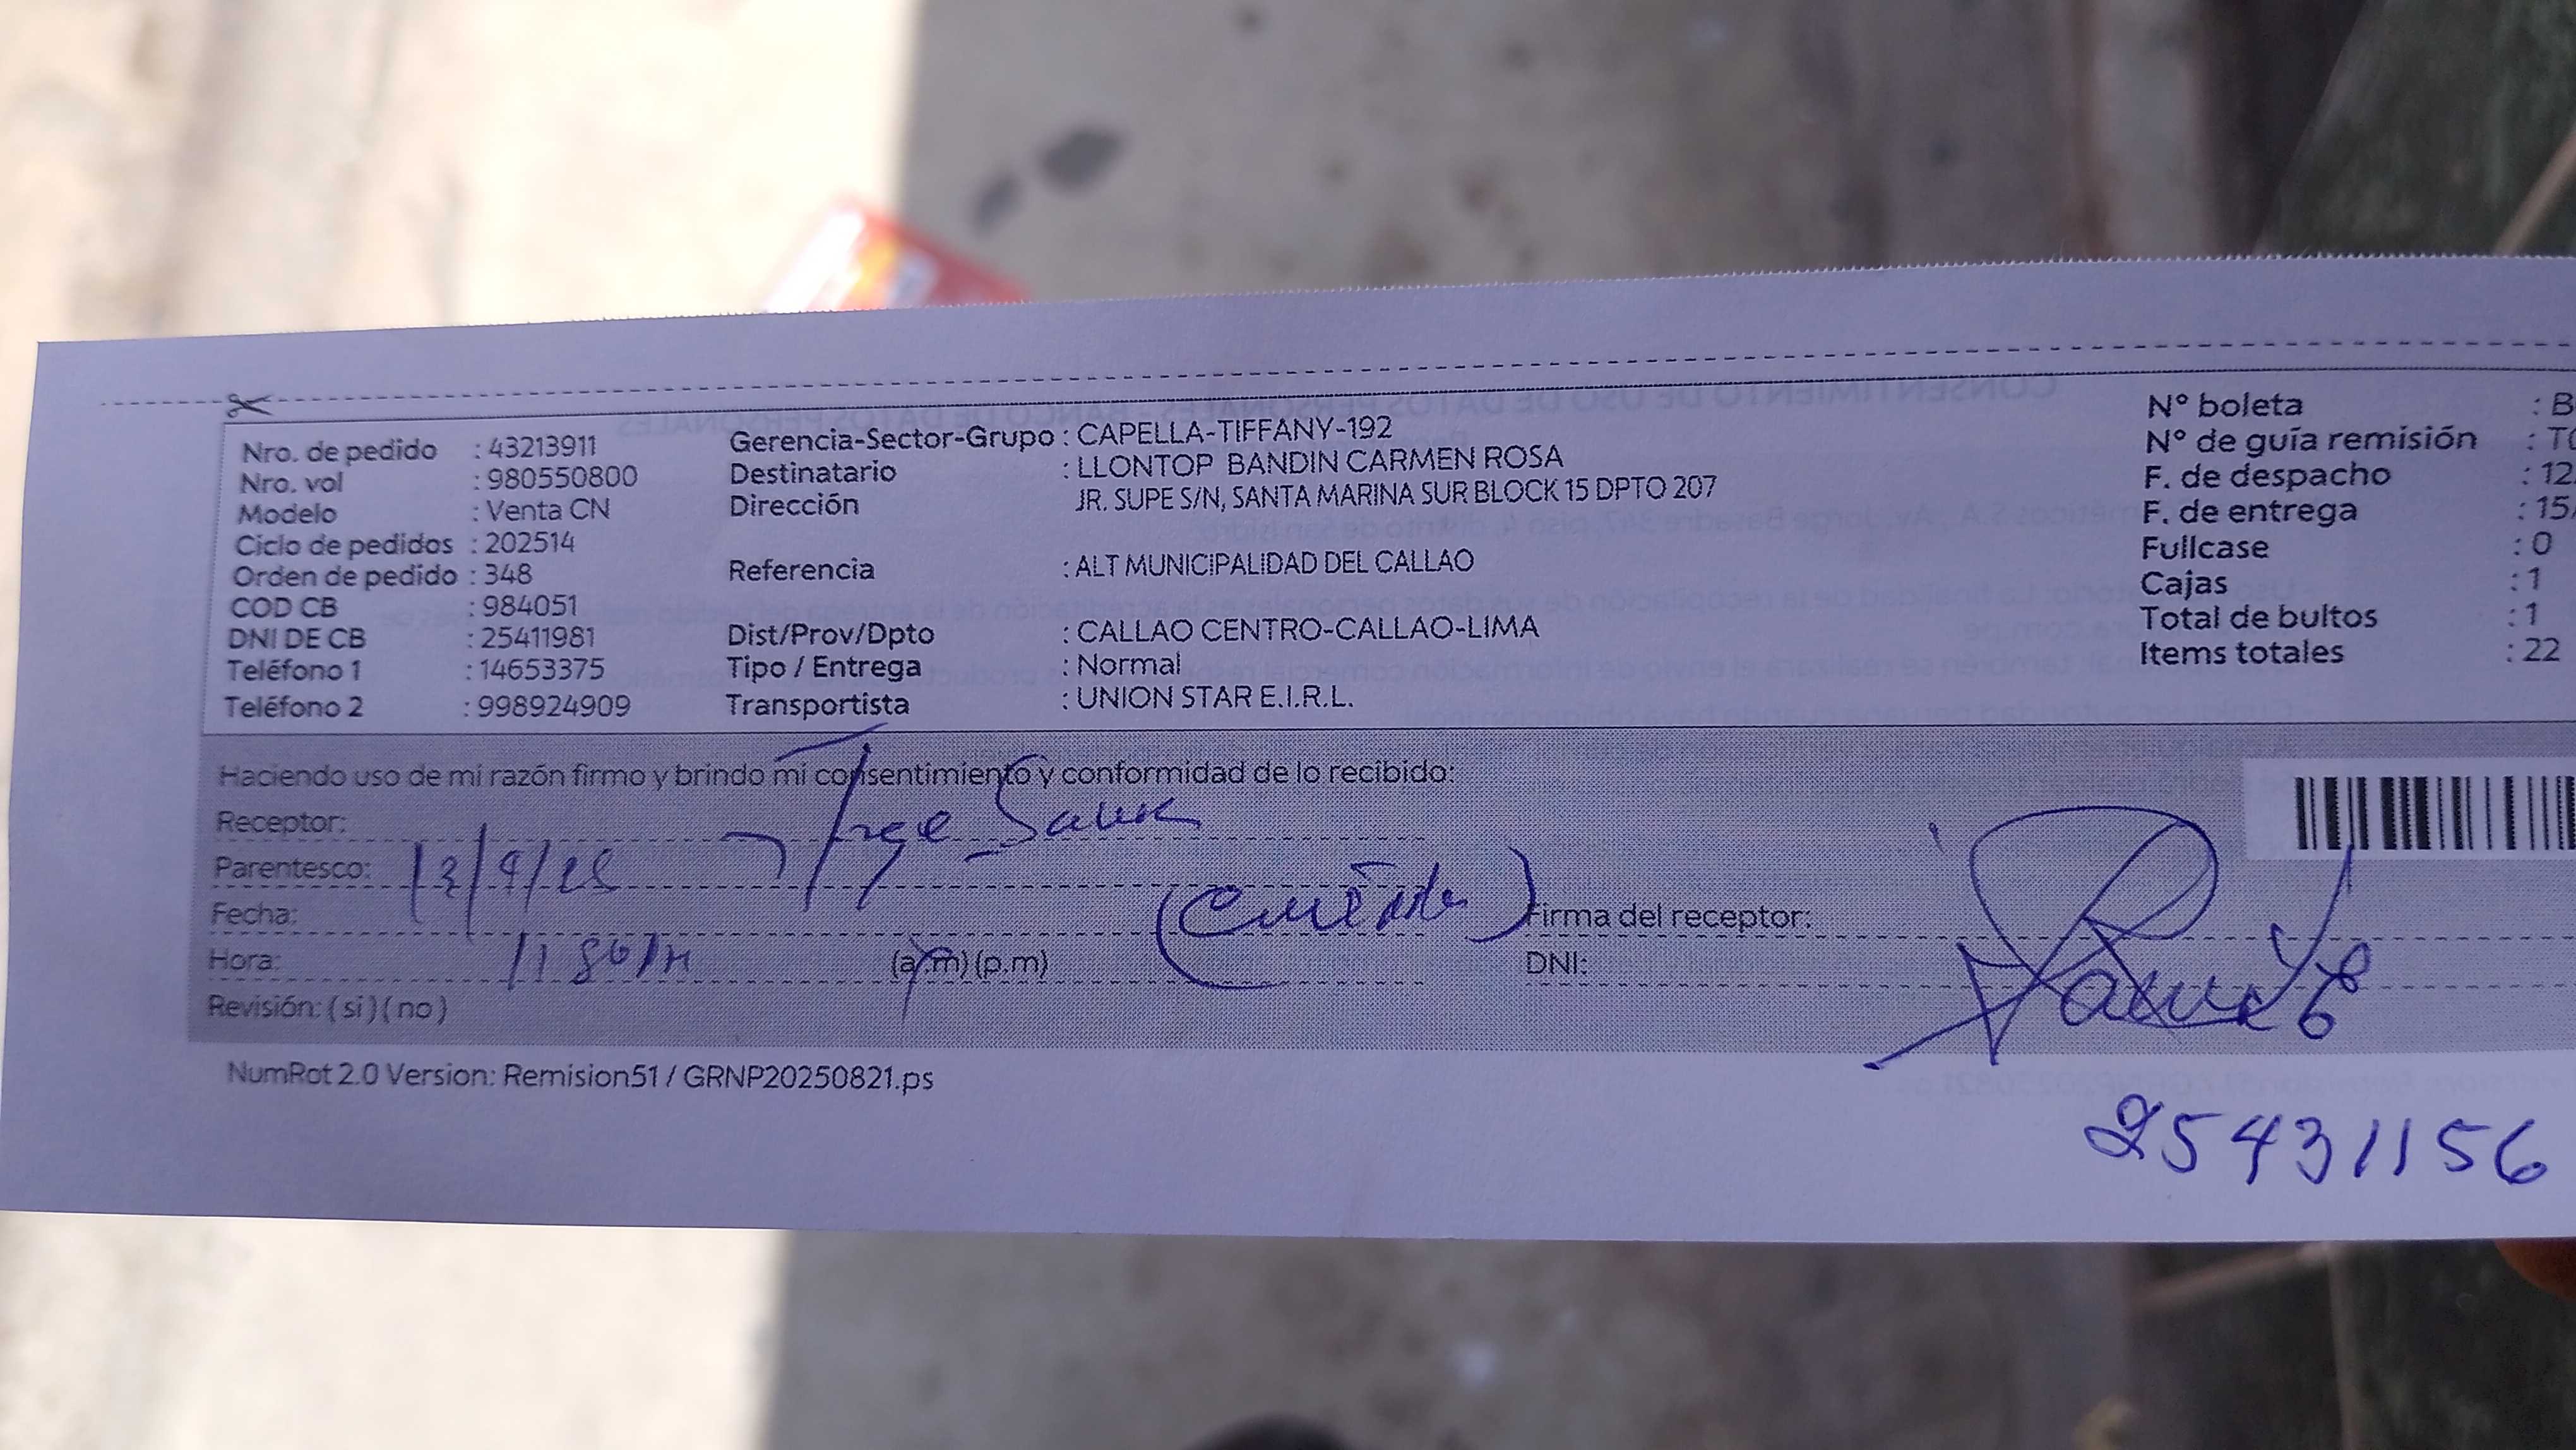 Nro. de pedido : 43213911
Nro. vol : 980550800
Modelo : Venta CN
Ciclo de pedidos : 202514
Orden de pedido : 348
COD CB : 984051
DNI DE CB : 25411981
Teléfono 1 : 14653375
Teléfono 2 : 998924909
Gerencia-Sector-Grupo : CAPELLA-TIFFANY-192
Destinatario : LLONTOP BANDIN CARMEN ROSA
Dirección JR. SUPE S/N, SANTA MARINA SUR BLOCK 15 DPTO 207
Referencia : ALT MUNICIPALIDAD DEL CALLAO
Dist/Prov/Dpto : CALLAO CENTRO-CALLAO-LIMA
Tipo / Entrega : Normal
Transportista : UNION STAR E.I.R.L.
N° boleta : B
N° de guía remisión : T0
F. de despacho : 12
F. de entrega : 15/
Fullcase : 0
Cajas : 1
Total de bultos : 1
Items totales : 22
Haciendo uso de mi razón firmo y brindo mi consentimiento y conformidad de lo recibido:
Receptor: Jorge
Parentesco:
Fecha:
Hora: (a.m) (p.m)
Revisión: ( si ) ( no )
Firma del receptor:
DNI:
NumRot 2.0 Version: Remision51 / GRNP20250821.ps
25431156